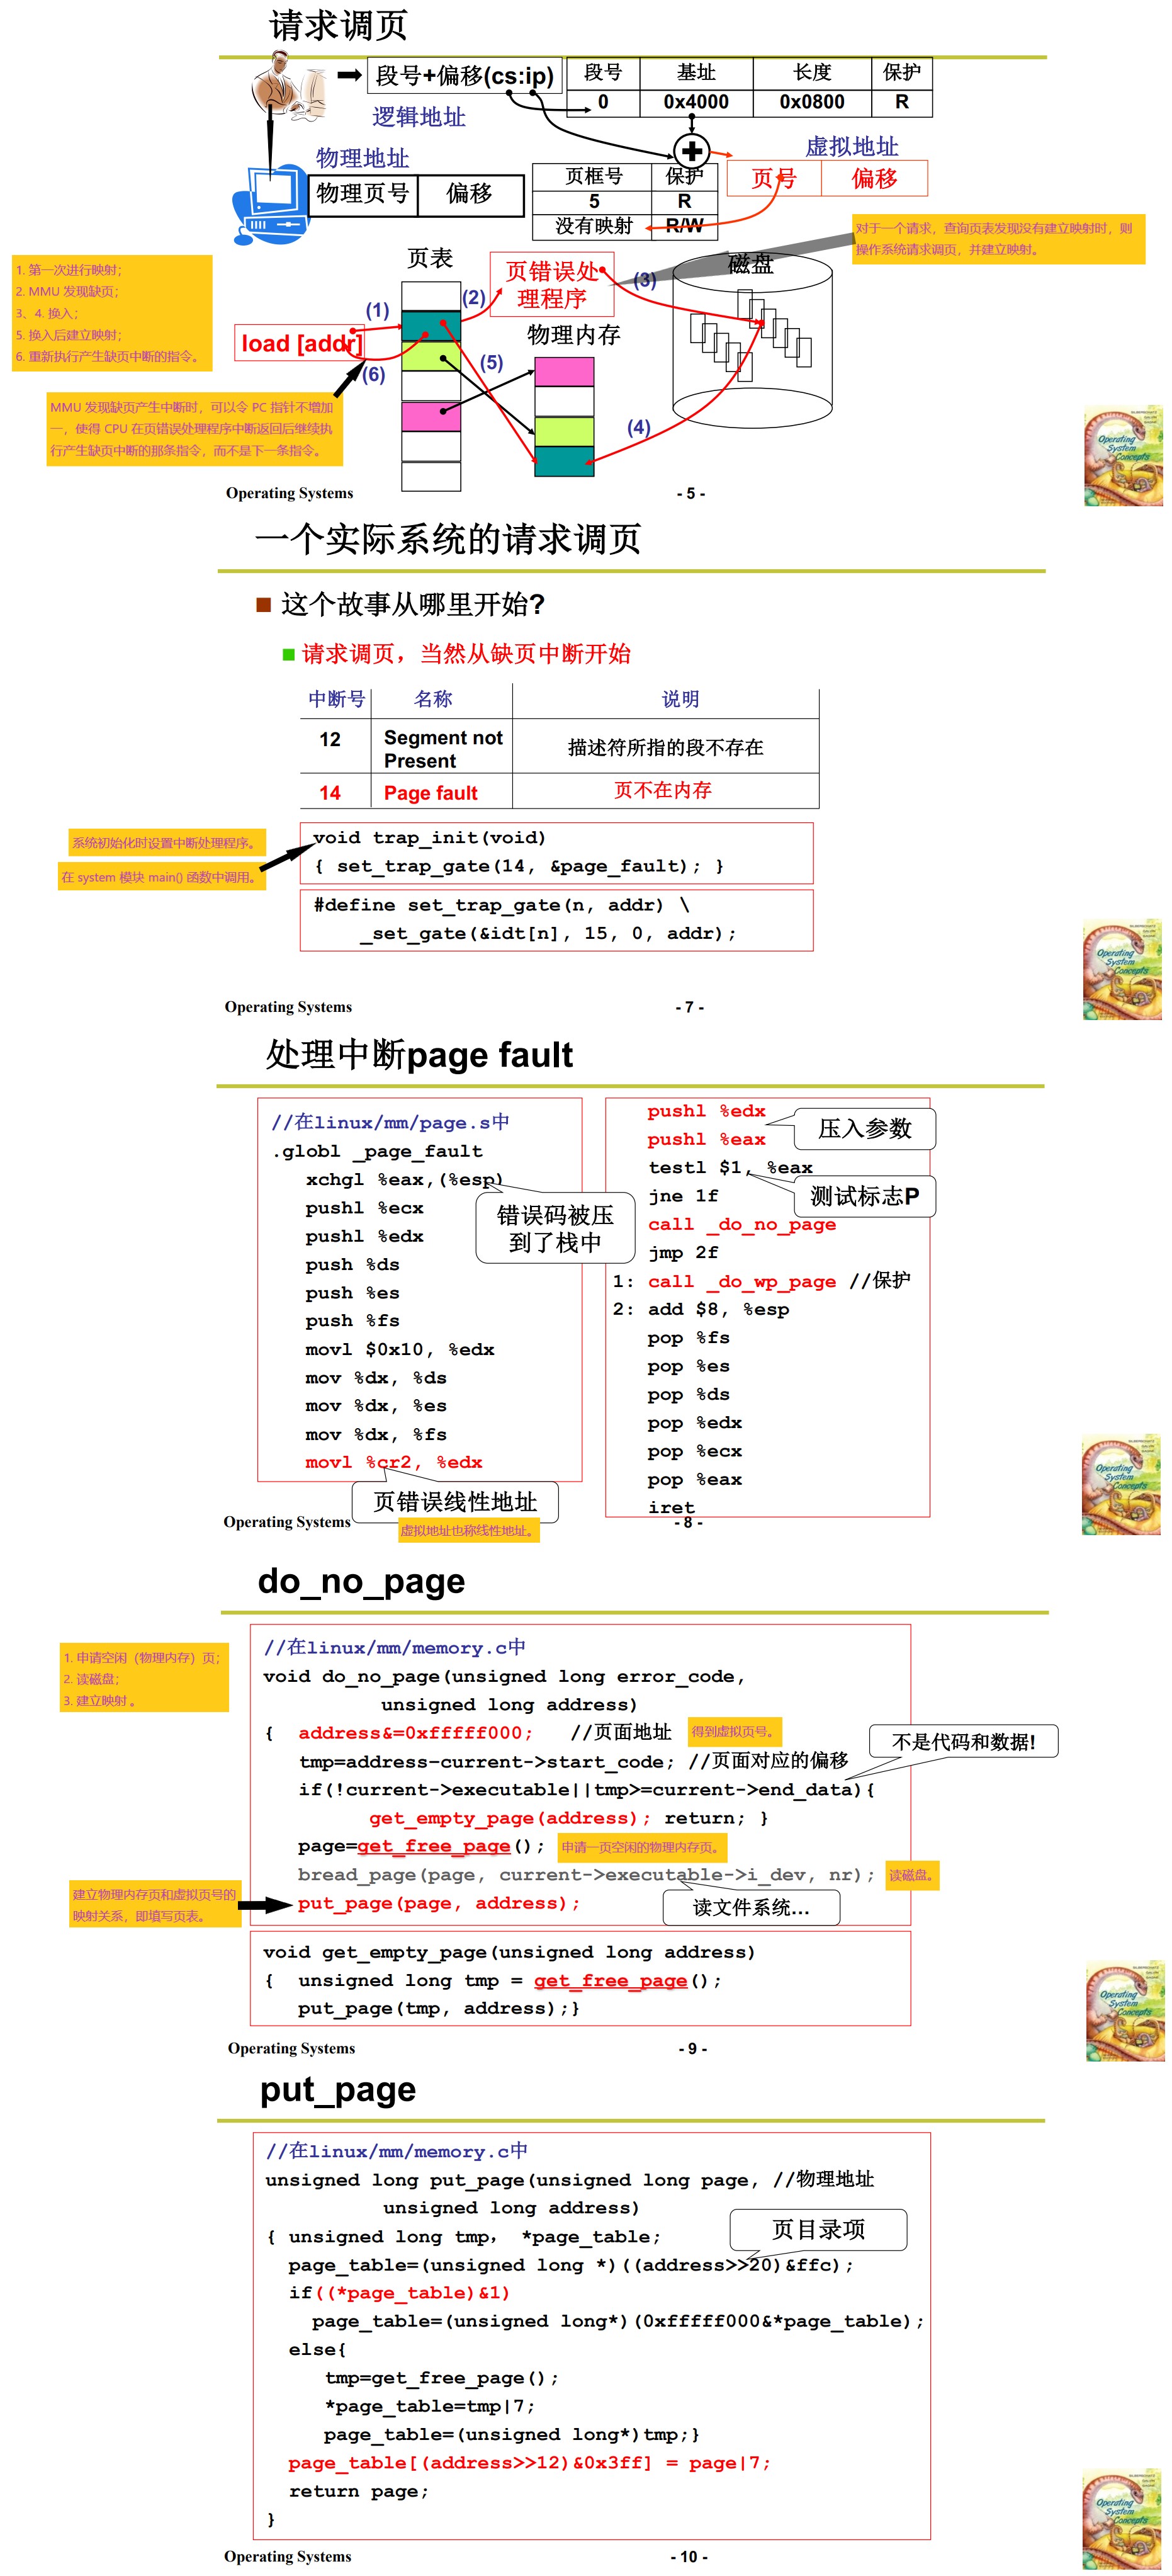 请求调页
段号+偏移(cs:ip)
段号 基址 长度 保护
0 0x4000 0x0800 R
逻辑地址
物理地址
虚拟地址
物理页号 偏移
页框号 保护
5 R
没有映射 R/W
页号 偏移
对于一个请求，查询页表发现没有建立映射时，则
操作系统请求调页，并建立映射。
1. 第一次进行映射；
2. MMU 发现缺页；
3、4. 换入；
5. 换入后建立映射；
6. 重新执行产生缺页中断的指令。
页表
页错误处
理程序
磁盘
(1)
(2)
(3)
load [addr]
物理内存
(5)
(6)
(4)
MMU 发现缺页产生中断时，可以令 PC 指针不增加
一，使得 CPU 在页错误处理程序中断返回后继续执
行产生缺页中断的那条指令，而不是下一条指令。
Operating Systems
- 5 -
Operating
System
Concepts
一个实际系统的请求调页
这个故事从哪里开始?
请求调页，当然从缺页中断开始
中断号 名称 说明
12 Segment not Present 描述符所指的段不存在
14 Page fault 页不在内存
系统初始化时设置中断处理程序。
在 system 模块 main() 函数中调用。
void trap_init(void)
{ set_trap_gate(14, &page_fault); }
#define set_trap_gate(n, addr) \
_set_gate(&idt[n], 15, 0, addr);
Operating Systems
- 7 -
Operating
System
Concepts
处理中断page fault
//在linux/mm/page.s中
.globl _page_fault
xchgl %eax,(%esp)
pushl %ecx
pushl %edx
push %ds
push %es
push %fs
movl $0x10, %edx
mov %dx, %ds
mov %dx, %es
mov %dx, %fs
movl %cr2, %edx
错误码被压
到了栈中
页错误线性地址
虚拟地址也称线性地址。
pushl %edx
pushl %eax
testl $1, %eax
jne 1f
call _do_no_page
jmp 2f
1: call _do_wp_page //保护
2: add $8, %esp
pop %fs
pop %es
pop %ds
pop %edx
pop %ecx
pop %eax
iret
压入参数
测试标志P
Operating Systems
- 8 -
Operating
System
Concepts
do_no_page
1. 申请空闲（物理内存）页；
2. 读磁盘；
3. 建立映射 。
//在linux/mm/memory.c中
void do_no_page(unsigned long error_code,
unsigned long address)
{ address&=0xfffff000; //页面地址
得到虚拟页号。
tmp=address-current->start_code; //页面对应的偏移
不是代码和数据!
if(!current->executable||tmp>=current->end_data){
get_empty_page(address); return; }
page=get_free_page();
申请一页空闲的物理内存页。
bread_page(page, current->executable->i_dev, nr);
读磁盘。
put_page(page, address);
读文件系统...
建立物理内存页和虚拟页号的
映射关系，即填写页表。
void get_empty_page(unsigned long address)
{ unsigned long tmp = get_free_page();
put_page(tmp, address);}
Operating Systems
- 9 -
Operating
System
Concepts
put_page
//在linux/mm/memory.c中
unsigned long put_page(unsigned long page, //物理地址
unsigned long address)
{ unsigned long tmp, *page_table;
页目录项
page_table=(unsigned long *)((address>>20)&ffc);
if((*page_table)&1)
page_table=(unsigned long*)(0xfffff000&*page_table);
else{
tmp=get_free_page();
*page_table=tmp|7;
page_table=(unsigned long*)tmp;}
page_table[(address>>12)&0x3ff] = page|7;
return page;
}
Operating Systems
- 10 -
Operating
System
Concepts